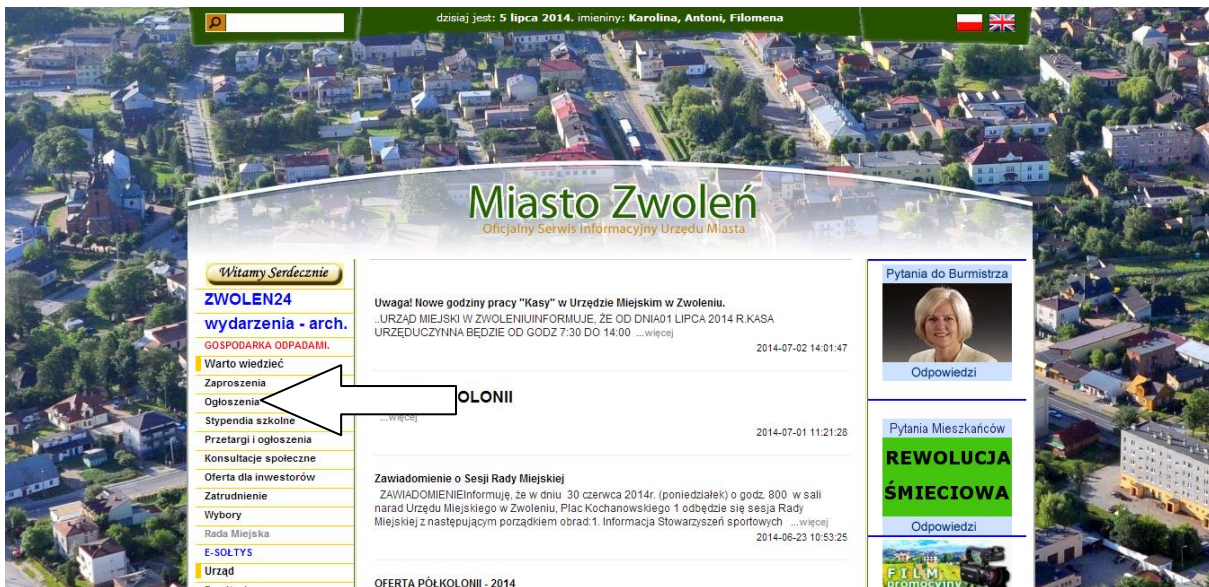 dzisiaj jest: 5 lipca 2014. imieniny: Karolina, Antoni, Filomena
Miasto Zwoleń
Oficjalny Serwis Informacyjny Urzędu Miasta
Witamy Serdecznie
ZWOLEN24
wydarzenia - arch.
GOSPODARKA ODPADAMI.
Warto wiedzieć
Zaproszenia
Ogłoszenia
Stypendia szkolne
Przetargi i ogłoszenia
Konsultacje społeczne
Oferta dla inwestorów
Zatrudnienie
Wybory
Rada Miejska
E-SOŁTYS
Urząd
Uwaga! Nowe godziny pracy "Kasy" w Urzędzie Miejskim w Zwoleniu.
..URZĄD MIEJSKI W ZWOLENIUINFORMUJE, ŻE OD DNIA01 LIPCA 2014 R.KASA
URZĘDUCZYNNA BĘDZIE OD GODZ 7:30 DO 14:00 ...więcej
2014-07-02 14:01:47
OLONII
...więcej
2014-07-01 11:21:28
Zawiadomienie o Sesji Rady Miejskiej
ZAWIADOMIENIEInformuję, że w dniu 30 czerwca 2014r. (poniedziałek) o godz. 800 w sali
narad Urzędu Miejskiego w Zwoleniu, Plac Kochanowskiego 1 odbędzie się sesja Rady
Miejskiej z następującym porządkiem obrad:1. Informacja Stowarzyszeń sportowych ...więcej
2014-06-23 10:53:25
OFERTA PÓŁKOLONII - 2014
Pytania do Burmistrza
Odpowiedzi
Pytania Mieszkańców
REWOLUCJA
ŚMIECIOWA
Odpowiedzi
FILM
promocyjny